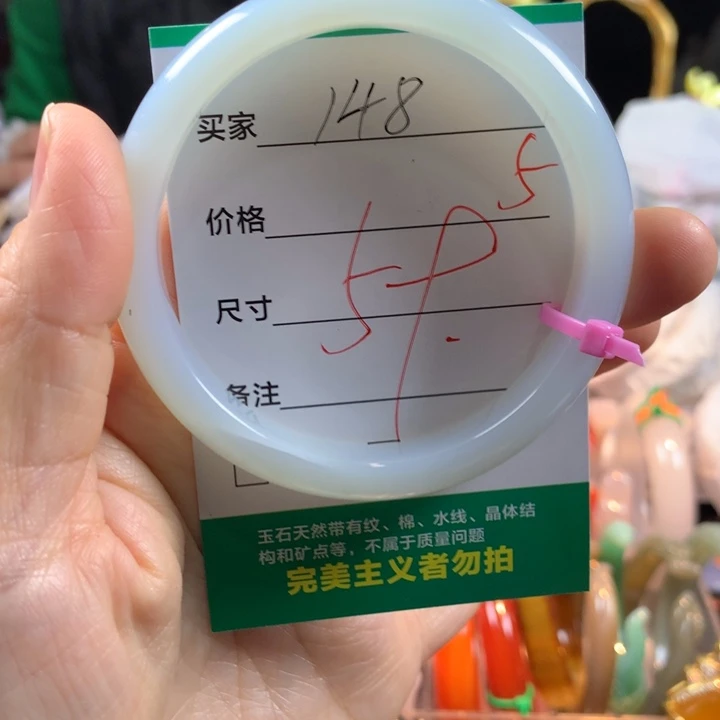 买家 148
价格 5
尺寸 59.
备注
玉石天然带有纹、棉、水线、晶体结
构和矿点等，不属于质量问题
完美主义者勿拍